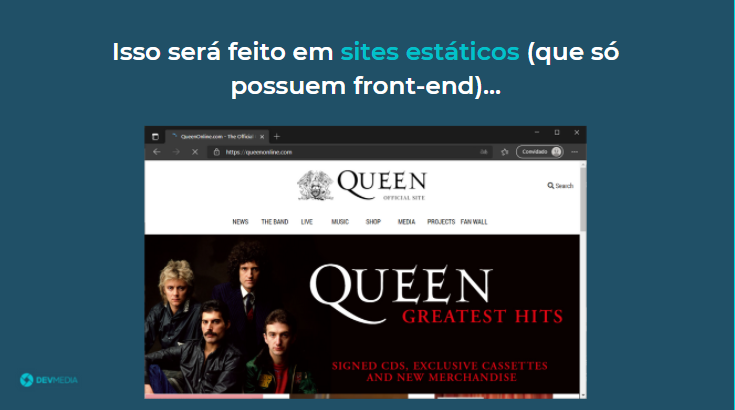 Isso será feito em sites estáticos (que só
possuem front-end)...
QueenOnline.com - The Official
https://queenonline.com
Convidado
QUEEN
OFFICIAL SITE
Search
NEWS THE BAND LIVE MUSIC SHOP MEDIA PROJECTS FAN WALL
QUEEN
GREATEST HITS
SIGNED CDS, EXCLUSIVE CASSETTES
AND NEW MERCHANDISE
DEVMEDIA